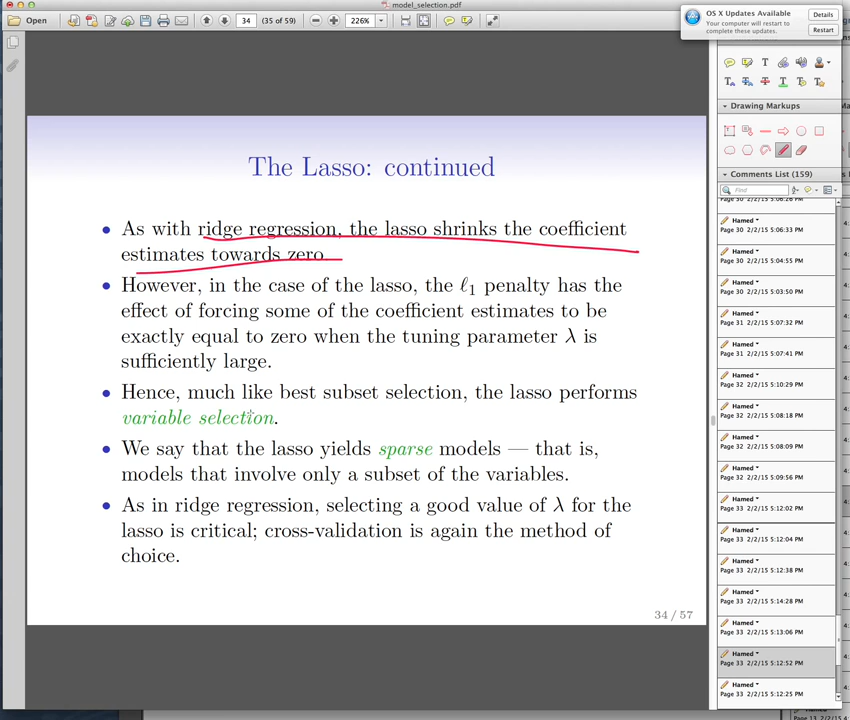 model_selection.pdf
Open
34
(35 of 59)
226%
OS X Updates Available
Your computer will restart to complete these updates.
Details
Restart
The Lasso: continued
As with ridge regression, the lasso shrinks the coefficient
estimates towards zero.
However, in the case of the lasso, the ℓ1 penalty has the
effect of forcing some of the coefficient estimates to be
exactly equal to zero when the tuning parameter λ is
sufficiently large.
Hence, much like best subset selection, the lasso performs
variable selection.
We say that the lasso yields sparse models — that is,
models that involve only a subset of the variables.
As in ridge regression, selecting a good value of λ for the
lasso is critical; cross-validation is again the method of
choice.
34 / 57
Drawing Markups
Comments List (159)
Find
Hamed
Page 30 2/2/15 5:06:33 PM
Hamed
Page 30 2/2/15 5:04:55 PM
Hamed
Page 30 2/2/15 5:03:50 PM
Hamed
Page 31 2/2/15 5:07:32 PM
Hamed
Page 31 2/2/15 5:07:41 PM
Hamed
Page 32 2/2/15 5:10:29 PM
Hamed
Page 32 2/2/15 5:08:18 PM
Hamed
Page 32 2/2/15 5:08:09 PM
Hamed
Page 32 2/2/15 5:09:56 PM
Hamed
Page 33 2/2/15 5:12:02 PM
Hamed
Page 33 2/2/15 5:12:04 PM
Hamed
Page 33 2/2/15 5:12:38 PM
Hamed
Page 33 2/2/15 5:14:28 PM
Hamed
Page 33 2/2/15 5:13:06 PM
Hamed
Page 33 2/2/15 5:12:52 PM
Hamed
Page 33 2/2/15 5:12:25 PM